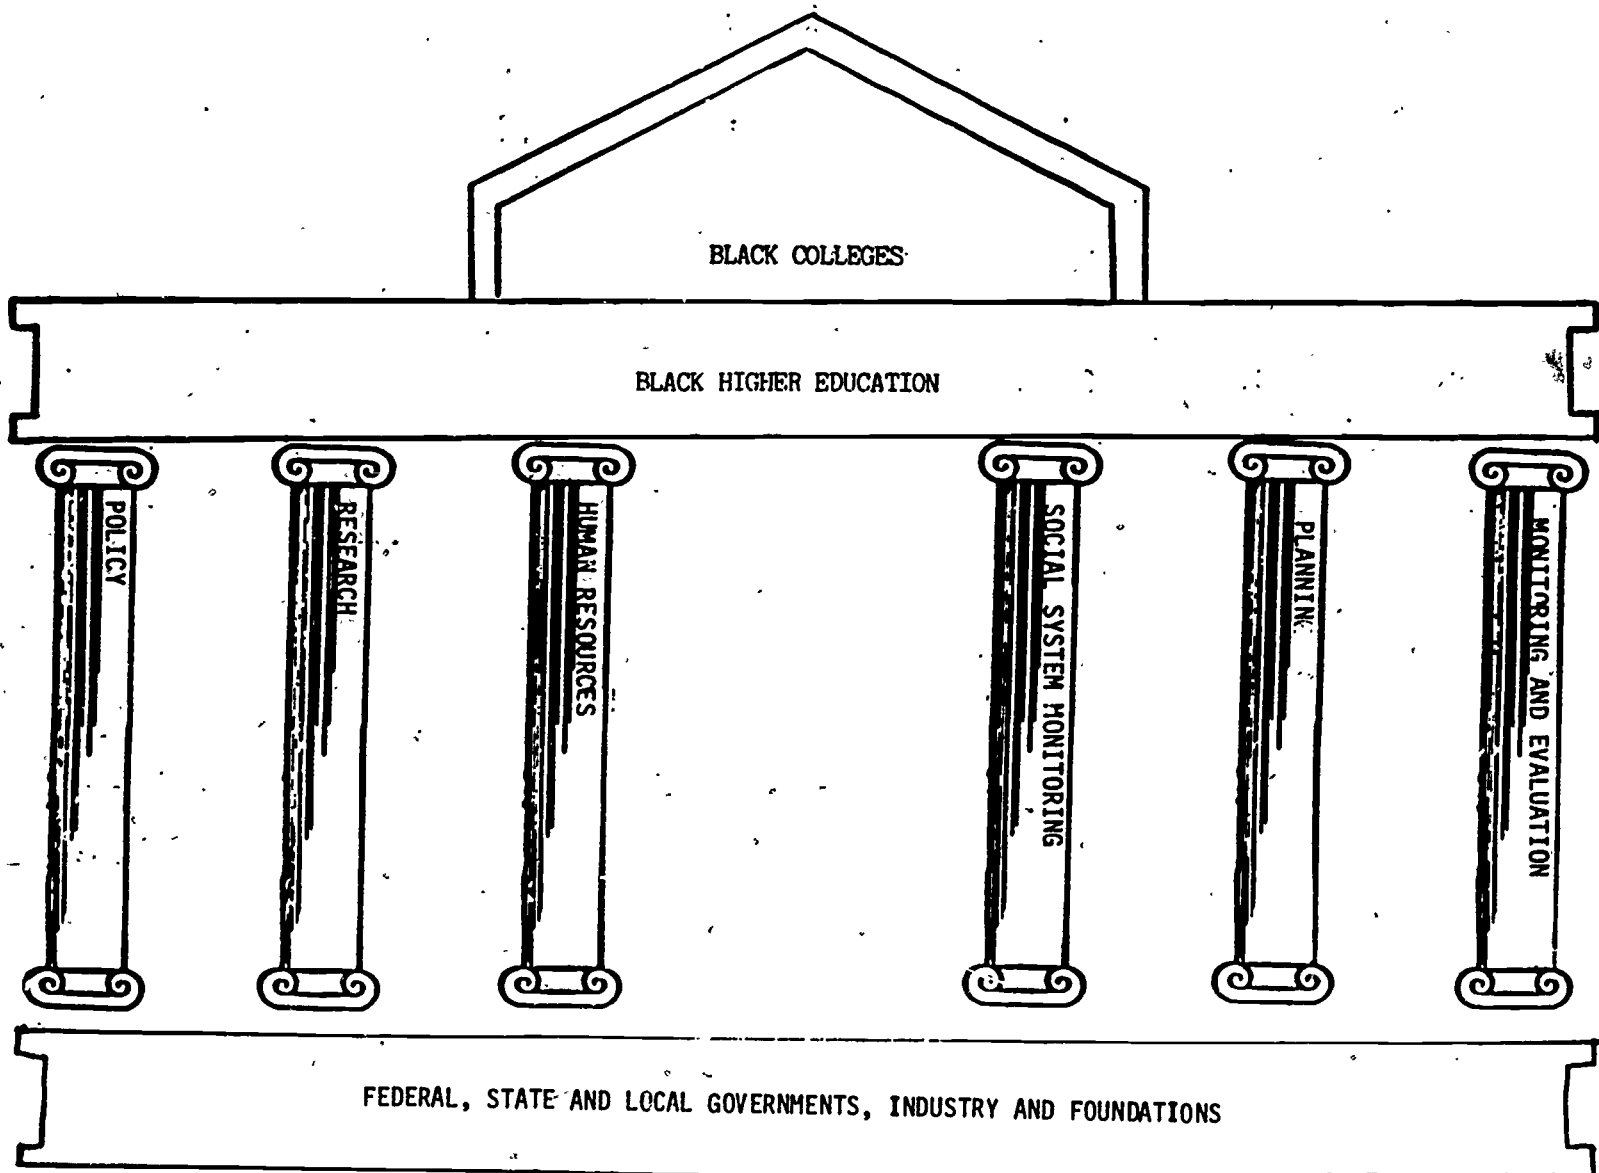 BLACK COLLEGES
BLACK HIGHER EDUCATION
POLICY
RESEARCH
HUMAN RESOURCES
SOCIAL SYSTEM MONITORING
PLANNING
MONITORING AND EVALUATION
FEDERAL, STATE AND LOCAL GOVERNMENTS, INDUSTRY AND FOUNDATIONS